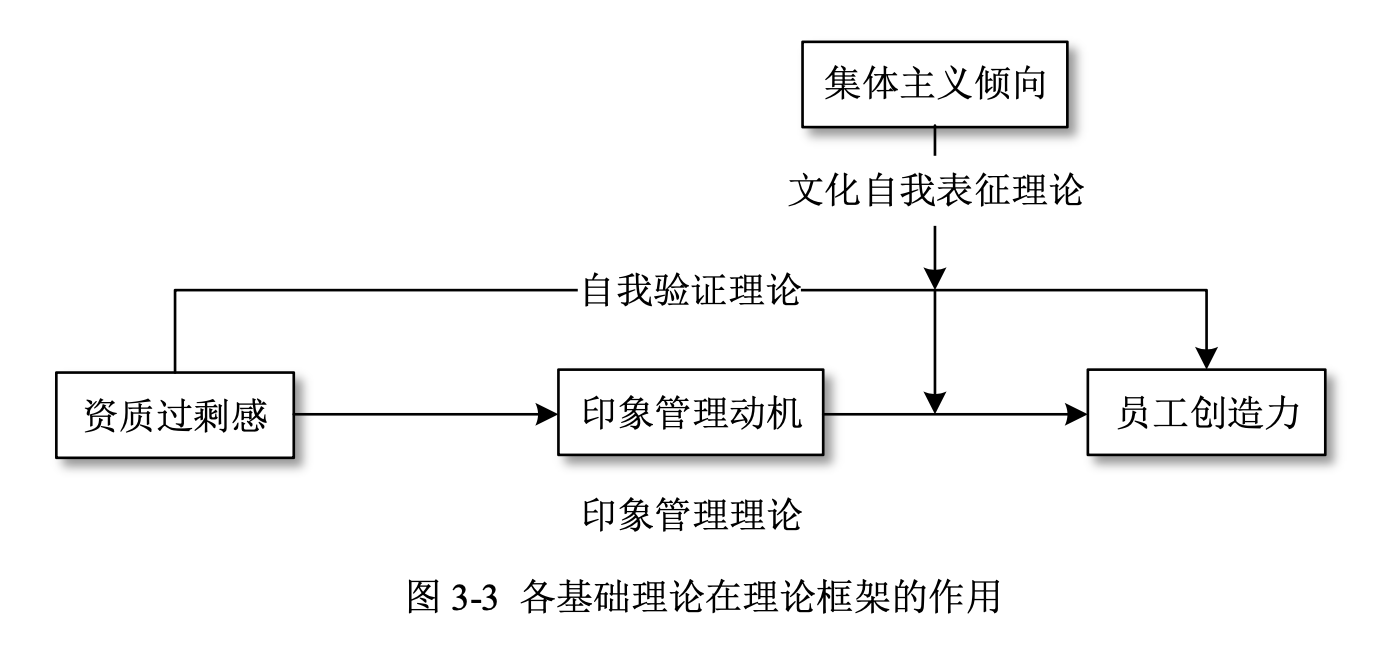 集体主义倾向
文化自我表征理论
自我验证理论
资质过剩感
印象管理动机
员工创造力
印象管理理论
图 3-3 各基础理论在理论框架的作用